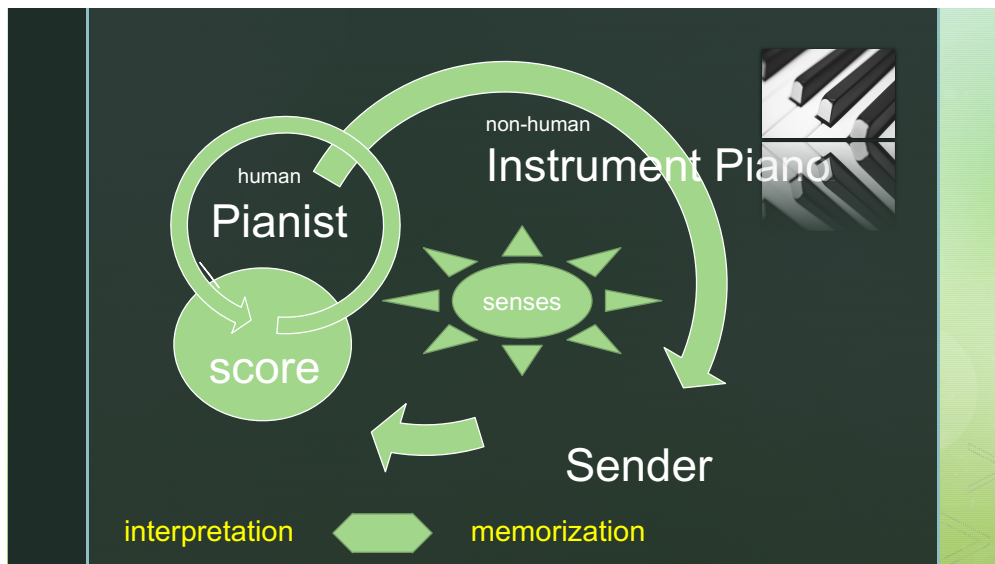 non-human
Instrument Piano
human
Pianist
senses
score
Sender
interpretation memorization